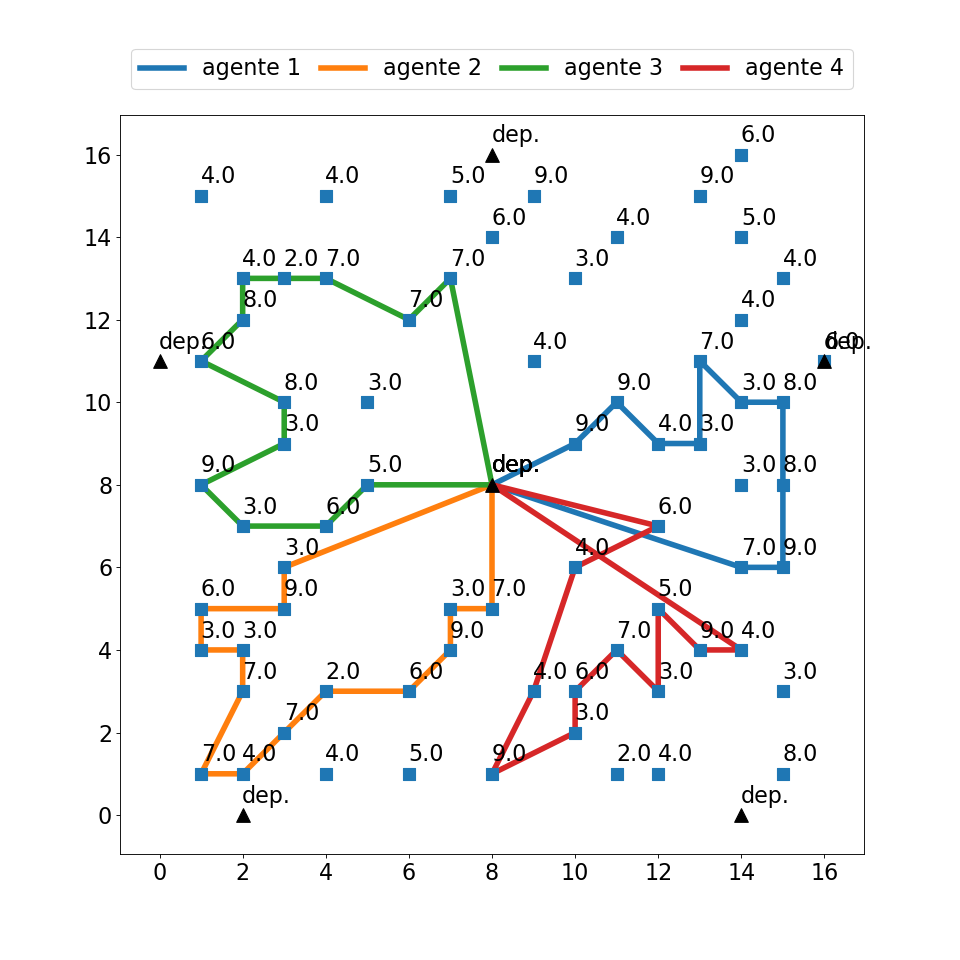 agente 1 agente 2 agente 3 agente 4
dep. 6.0
16
4.0 4.0 5.0 9.0 9.0
6.0 4.0 5.0
14
4.0 2.0 7.0 7.0 3.0 4.0
8.0 7.0 4.0
12
dep. 6.0 4.0 7.0 6.0 dep.
8.0 3.0 9.0 3.0 8.0
10
3.0 9.0 4.0 3.0
9.0 5.0 dep. 3.0 8.0
8
3.0 6.0 6.0
3.0 4.0 7.0 9.0
6
6.0 9.0 3.0 7.0 5.0
3.0 3.0 9.0 7.0 9.0 4.0
4
7.0 2.0 6.0 4.0 6.0 3.0 3.0
7.0 3.0
2
7.0 4.0 4.0 5.0 9.0 2.0 4.0 8.0
dep. dep.
0
0 2 4 6 8 10 12 14 16